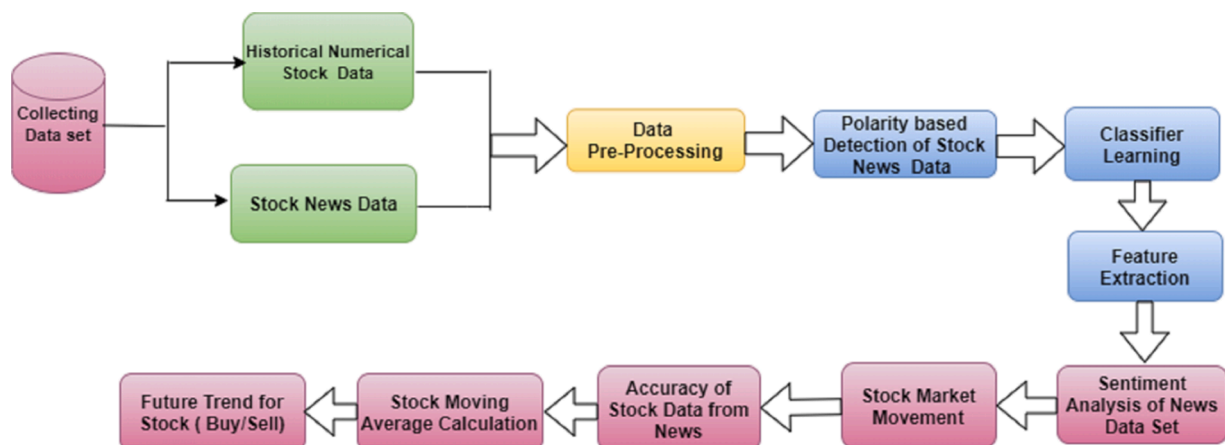 Collecting
Data set
Historical Numerical
Stock Data
Stock News Data
Data
Pre-Processing
Polarity based
Detection of Stock
News Data
Classifier
Learning
Feature
Extraction
Sentiment
Analysis of News
Data Set
Stock Market
Movement
Accuracy of
Stock Data from
News
Stock Moving
Average Calculation
Future Trend for
Stock ( Buy/Sell)